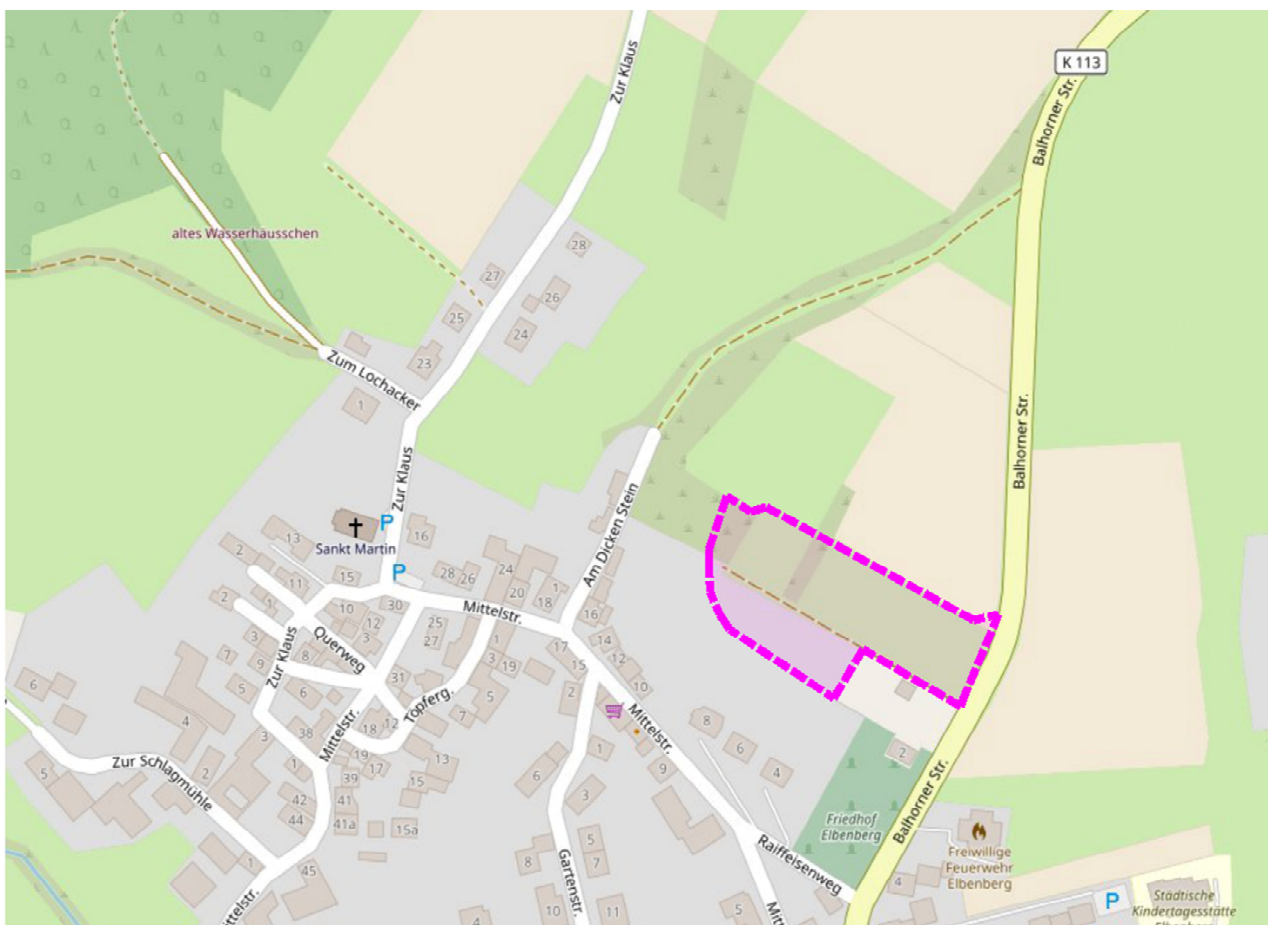 K 113
Zur Klaus
Balhorner Str.
altes Wasserhäusschen
28
27
26
25
24
23
Zum Lochacker
1
Balhorner Str.
Zur Klaus
Am Dicken Stein
P
16
13
Sankt Martin
2
11
15
P
28
26
24
20
1
18
16
2
1
10
30
12
3
Mittelstr.
25
27
1
17
14
12
10
Querweg
3
7
9
8
Zur Klaus
31
3
19
15
2
6
5
6
Töpferg.
7
12
18
Mittelstr.
8
6
4
2
4
38
3
Mittelstr.
19
17
13
15
1
9
6
3
Zur Schlagmühle
5
2
1
39
42
41
44
41a
15a
Balhorner Str.
Friedhof
Elbenberg
Freiwillige
Feuerwehr
Elbenberg
5
7
8
Gartenstr.
Raiffeisenweg
4
1
45
ittelstr.
4
10
11
5
Mitt
P
Städtische
Kindertagesstätte
Elbenberg